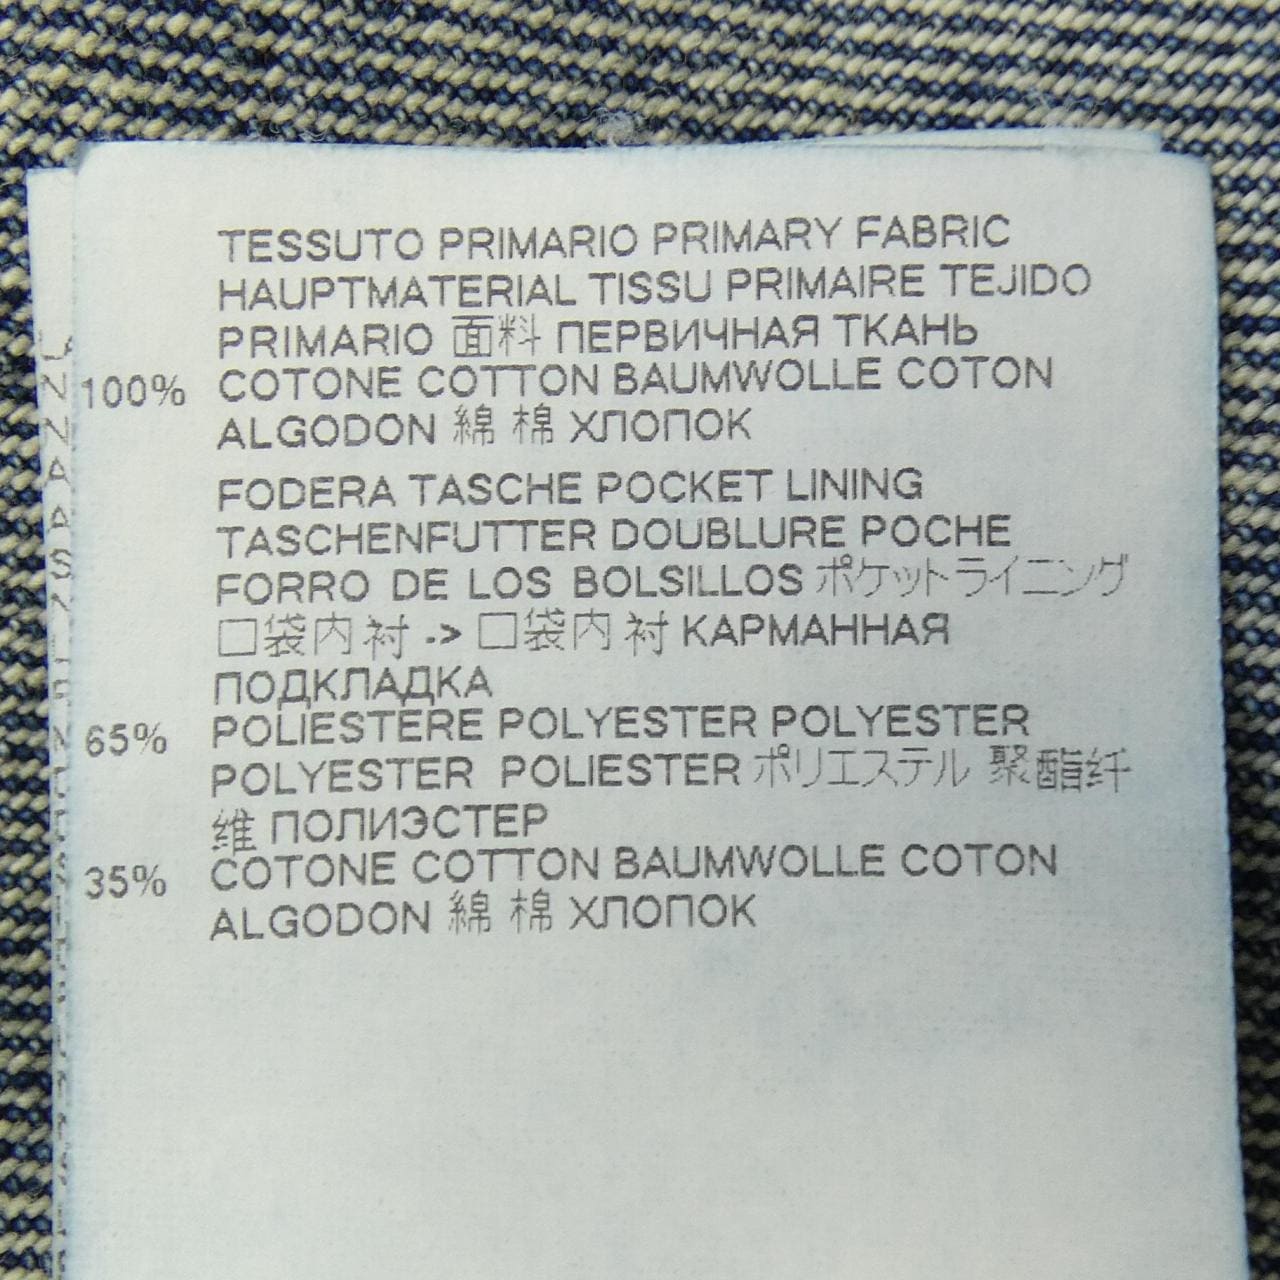 TESSUTO PRIMARIO PRIMARY FABRIC
HAUPTMATERIAL TISSU PRIMAIRE TEJIDO
PRIMARIO 面料 ПЕРВИЧНАЯ ТКАНЬ
100% COTONE COTTON BAUMWOLLE COTON
ALGODON 綿 棉 ХЛОПОК
FODERA TASCHE POCKET LINING
TASCHENFUTTER DOUBLURE POCHE
FORRO DE LOS BOLSILLOS ポケットライニング
口袋内衬 -> 口袋内衬 КАРМАННАЯ
ПОДКЛАДКА
65% POLIESTERE POLYESTER POLYESTER
POLYESTER POLIESTER ポリエステル 聚酯纤
维 ПОЛИЭСТЕР
35% COTONE COTTON BAUMWOLLE COTON
ALGODON 綿 棉 ХЛОПОК